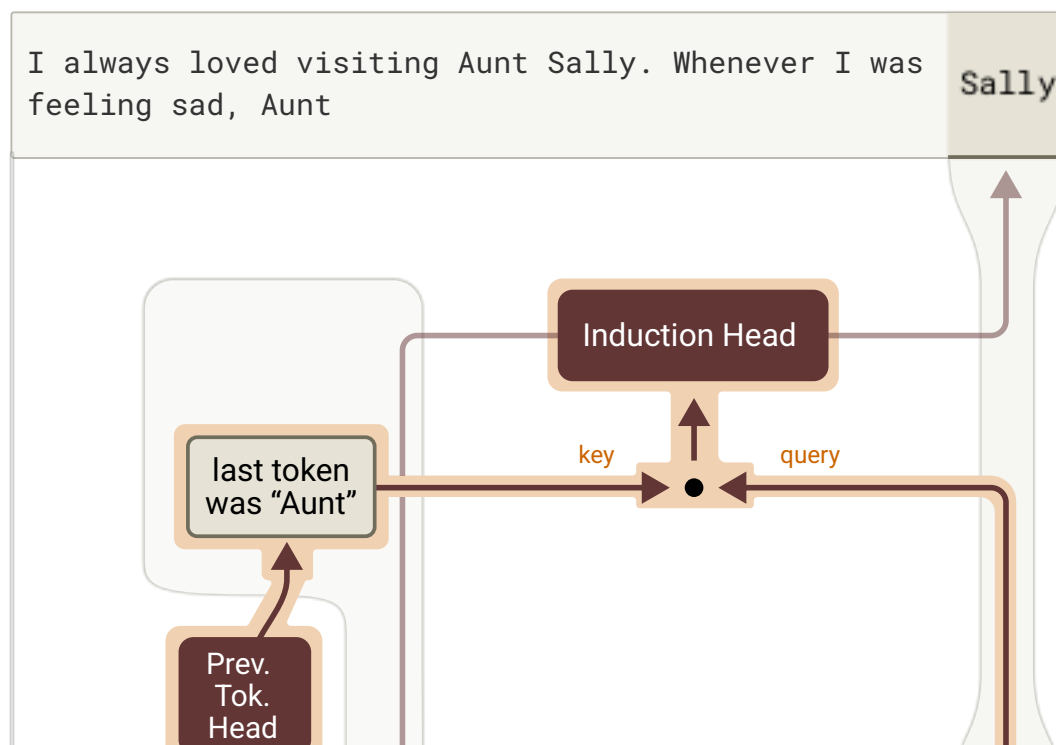 I always loved visiting Aunt Sally. Whenever I was
feeling sad, Aunt
Sally
Induction Head
key
query
last token
was “Aunt”
Prev.
Tok.
Head